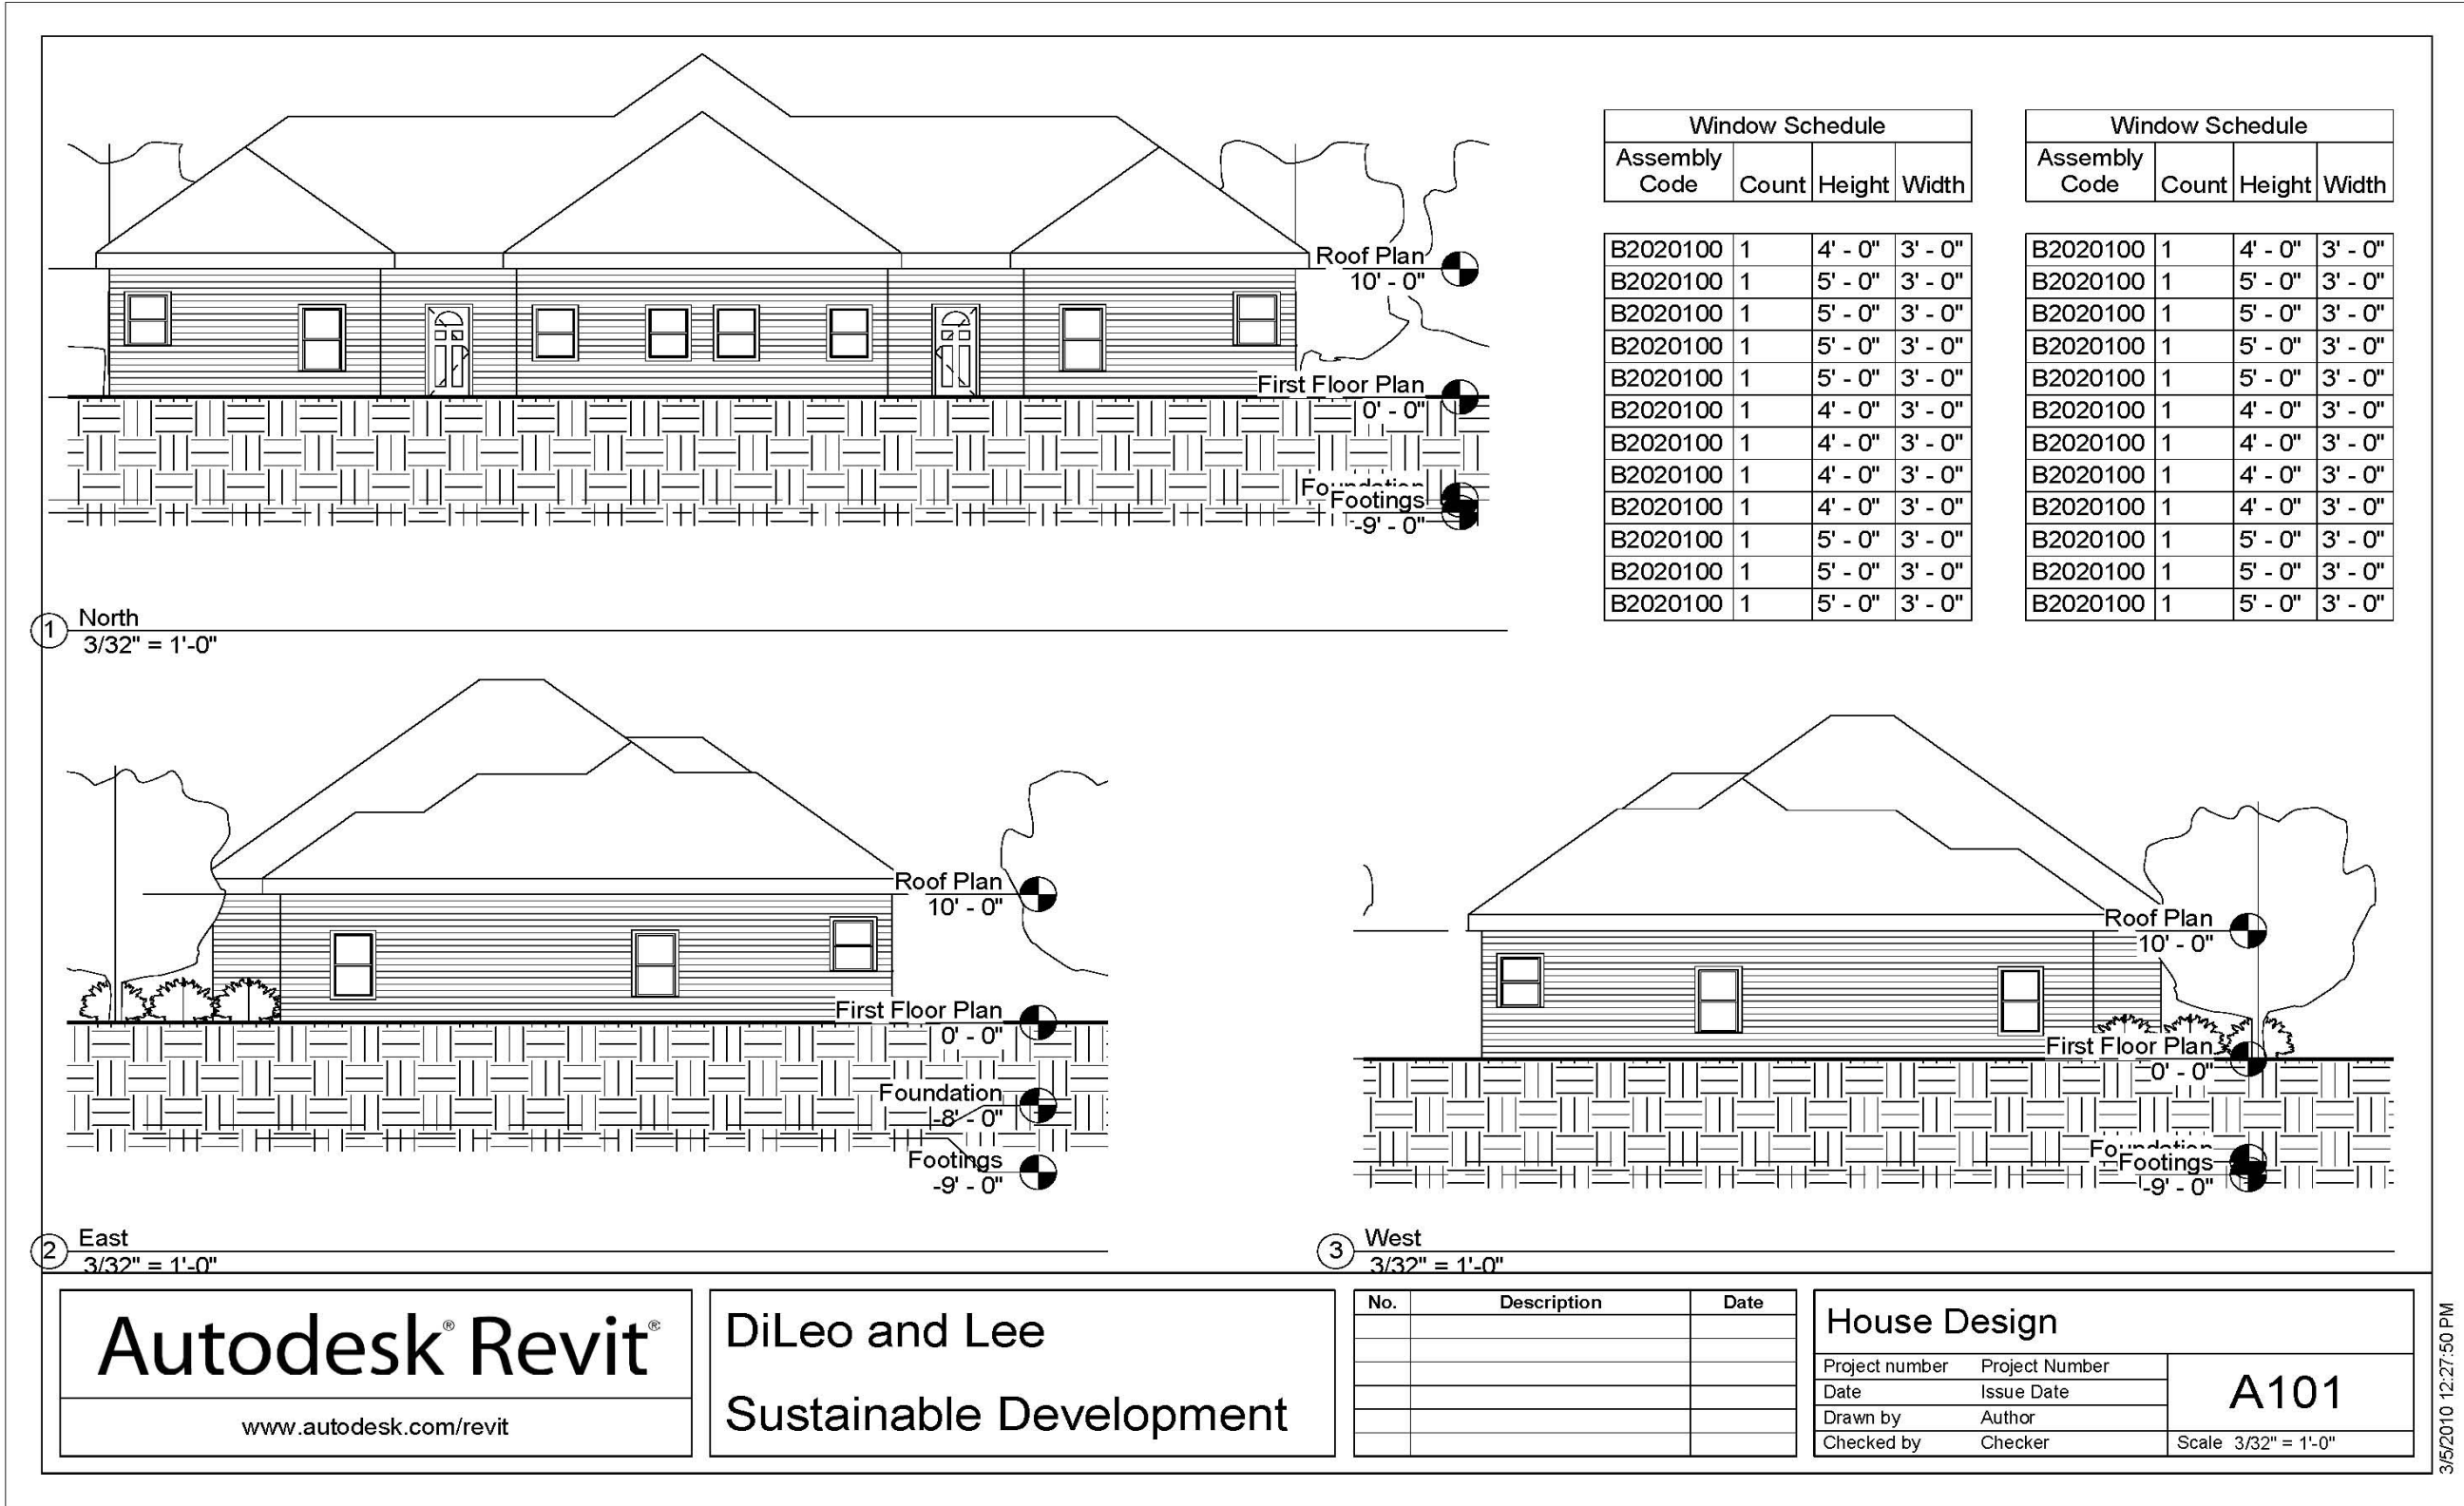 Roof Plan
10' - 0"
First Floor Plan
0' - 0"
Foundation
Footings
-9' - 0"
1
North
3/32" = 1'-0"
Window Schedule
Assembly Code Count Height Width
B2020100 1 4' - 0" 3' - 0"
B2020100 1 5' - 0" 3' - 0"
B2020100 1 5' - 0" 3' - 0"
B2020100 1 5' - 0" 3' - 0"
B2020100 1 5' - 0" 3' - 0"
B2020100 1 4' - 0" 3' - 0"
B2020100 1 4' - 0" 3' - 0"
B2020100 1 4' - 0" 3' - 0"
B2020100 1 4' - 0" 3' - 0"
B2020100 1 5' - 0" 3' - 0"
B2020100 1 5' - 0" 3' - 0"
B2020100 1 5' - 0" 3' - 0"
Window Schedule
Assembly Code Count Height Width
B2020100 1 4' - 0" 3' - 0"
B2020100 1 5' - 0" 3' - 0"
B2020100 1 5' - 0" 3' - 0"
B2020100 1 5' - 0" 3' - 0"
B2020100 1 5' - 0" 3' - 0"
B2020100 1 4' - 0" 3' - 0"
B2020100 1 4' - 0" 3' - 0"
B2020100 1 4' - 0" 3' - 0"
B2020100 1 4' - 0" 3' - 0"
B2020100 1 5' - 0" 3' - 0"
B2020100 1 5' - 0" 3' - 0"
B2020100 1 5' - 0" 3' - 0"
Roof Plan
10' - 0"
First Floor Plan
0' - 0"
Foundation
-8' - 0"
Footings
-9' - 0"
2
East
3/32" = 1'-0"
Roof Plan
10' - 0"
First Floor Plan
0' - 0"
Foundation
Footings
-9' - 0"
3
West
3/32" = 1'-0"
Autodesk® Revit®
www.autodesk.com/revit
DiLeo and Lee
Sustainable Development
No. Description Date
House Design
Project number Project Number
Date Issue Date
Drawn by Author
Checked by Checker
A101
Scale 3/32" = 1'-0"
3/5/2010 12:27:50 PM